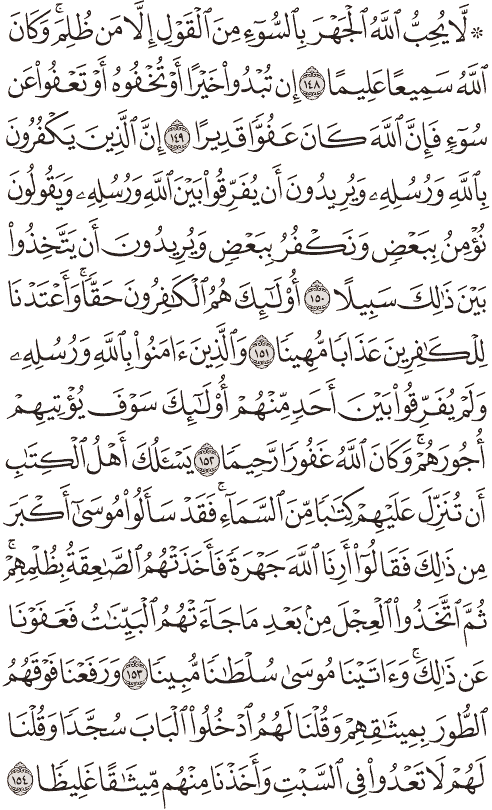 ۞ لَّا يُحِبُّ ٱللَّهُ ٱلْجَهْرَ بِٱلسُّوٓءِ مِنَ ٱلْقَوْلِ إِلَّا مَن ظُلِمَۚ وَكَانَ
ٱللَّهُ سَمِيعًا عَلِيمًا ١٤٨ إِن تُبْدُوا۟ خَيْرًا أَوْ تُخْفُوهُ أَوْ تَعْفُوا۟ عَن
سُوٓءٍ فَإِنَّ ٱللَّهَ كَانَ عَفُوًّا قَدِيرًا ١٤٩ إِنَّ ٱلَّذِينَ يَكْفُرُونَ
بِٱللَّهِ وَرُسُلِهِۦ وَيُرِيدُونَ أَن يُفَرِّقُوا۟ بَيْنَ ٱللَّهِ وَرُسُلِهِۦ وَيَقُولُونَ
نُؤْمِنُ بِبَعْضٍ وَنَكْفُرُ بِبَعْضٍ وَيُرِيدُونَ أَن يَتَّخِذُوا۟
بَيْنَ ذَٰلِكَ سَبِيلًا ١٥٠ أُو۟لَٰٓئِكَ هُمُ ٱلْكَٰفِرُونَ حَقًّاۚ وَأَعْتَدْنَا
لِلْكَٰفِرِينَ عَذَابًا مُّهِينًا ١٥١ وَٱلَّذِينَ ءَامَنُوا۟ بِٱللَّهِ وَرُسُلِهِۦ
وَلَمْ يُفَرِّقُوا۟ بَيْنَ أَحَدٍ مِّنْهُمْ أُو۟لَٰٓئِكَ سَوْفَ يُؤْتِيهِمْ
أُجُورَهُمْۚ وَكَانَ ٱللَّهُ غَفُورًا رَّحِيمًا ١٥٢ يَسْـَٔلُكَ أَهْلُ ٱلْكِتَٰبِ
أَن تُنَزِّلَ عَلَيْهِمْ كِتَٰبًا مِّنَ ٱلسَّمَآءِۚ فَقَدْ سَأَلُوا۟ مُوسَىٰٓ أَكْبَرَ
مِن ذَٰلِكَ فَقَالُوٓا۟ أَرِنَا ٱللَّهَ جَهْرَةً فَأَخَذَتْهُمُ ٱلصَّٰعِقَةُ بِظُلْمِهِمْۚ
ثُمَّ ٱتَّخَذُوا۟ ٱلْعِجْلَ مِنۢ بَعْدِ مَا جَآءَتْهُمُ ٱلْبَيِّنَٰتُ فَعَفَوْنَا
عَن ذَٰلِكَۚ وَءَاتَيْنَا مُوسَىٰ سُلْطَٰنًا مُّبِينًا ١٥٣ وَرَفَعْنَا فَوْقَهُمُ
ٱلطُّورَ بِمِيثَٰقِهِمْ وَقُلْنَا لَهُمُ ٱدْخُلُوا۟ ٱلْبَابَ سُجَّدًا وَقُلْنَا
لَهُمْ لَا تَعْدُوا۟ فِى ٱلسَّبْتِ وَأَخَذْنَا مِنْهُم مِّيثَٰقًا غَلِيظًا ١٥٤